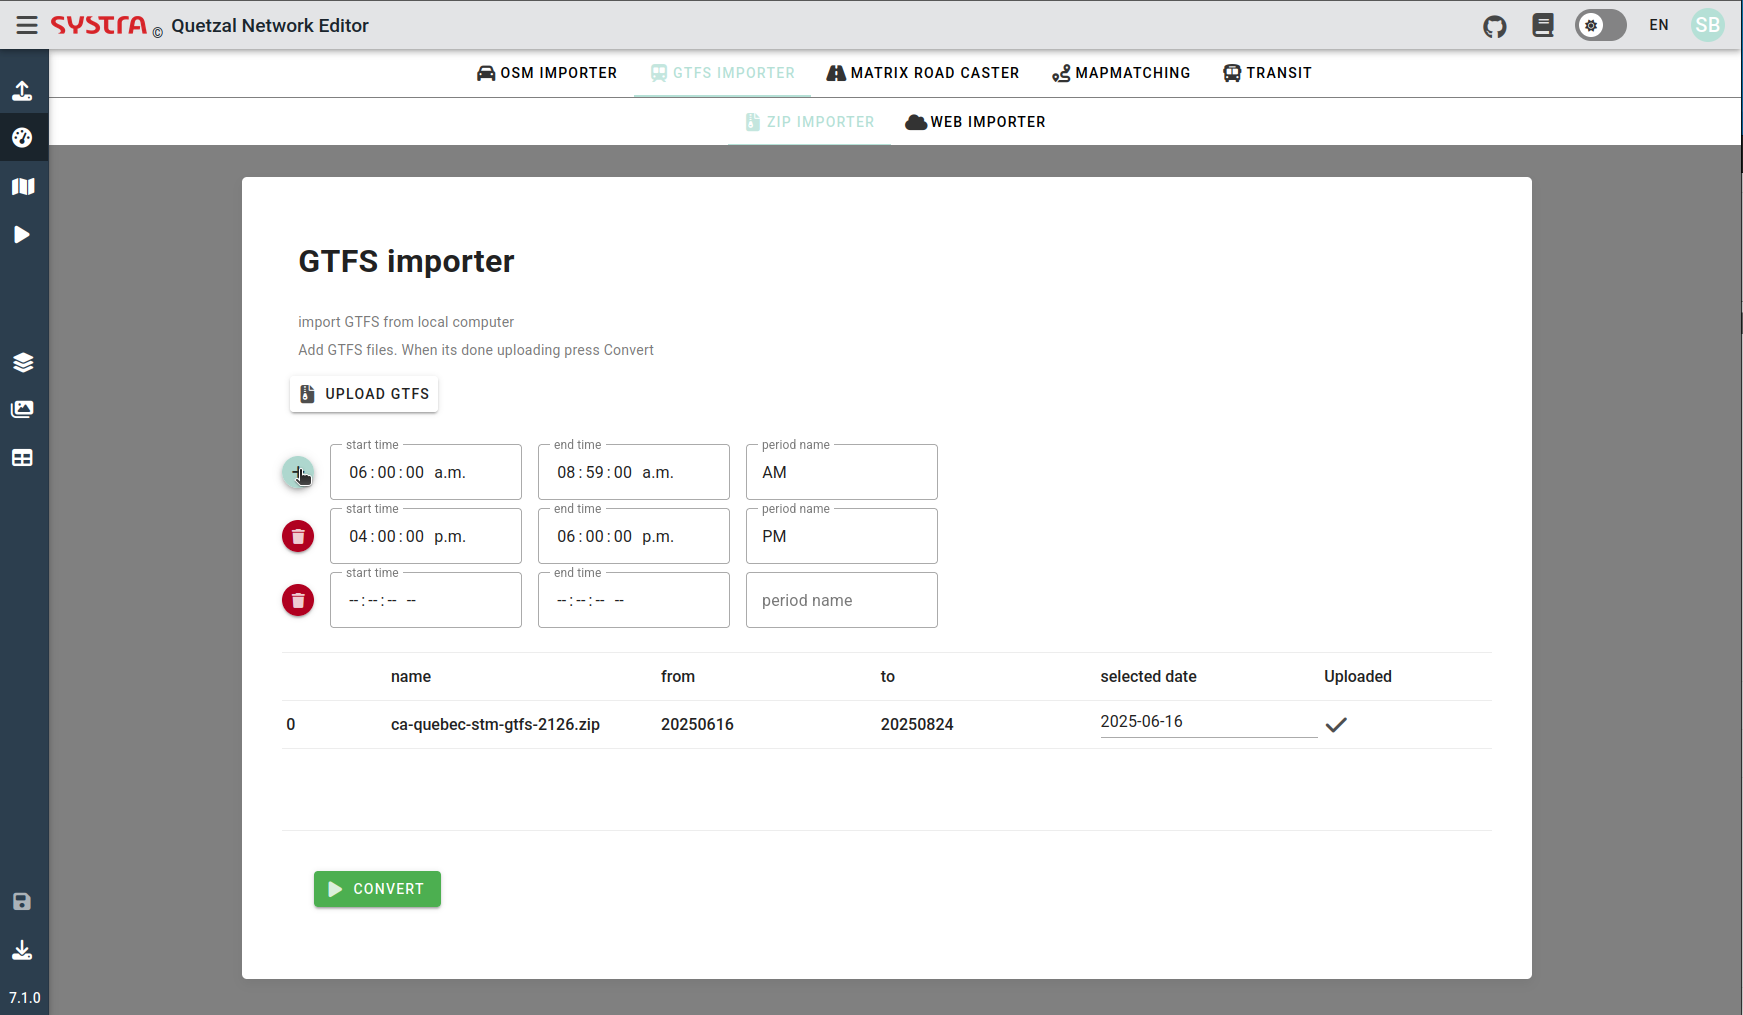 SYSTRA © Quetzal Network Editor EN SB
OSM IMPORTER GTFS IMPORTER MATRIX ROAD CASTER MAPMATCHING TRANSIT
ZIP IMPORTER WEB IMPORTER
GTFS importer
import GTFS from local computer
Add GTFS files. When its done uploading press Convert
UPLOAD GTFS
start time end time period name
06:00:00 a.m. 08:59:00 a.m. AM
start time end time period name
04:00:00 p.m. 06:00:00 p.m. PM
start time end time
--:--:-- -- --:--:-- -- period name
name from to selected date Uploaded
0 ca-quebec-stm-gtfs-2126.zip 20250616 20250824 2025-06-16
CONVERT
7.1.0